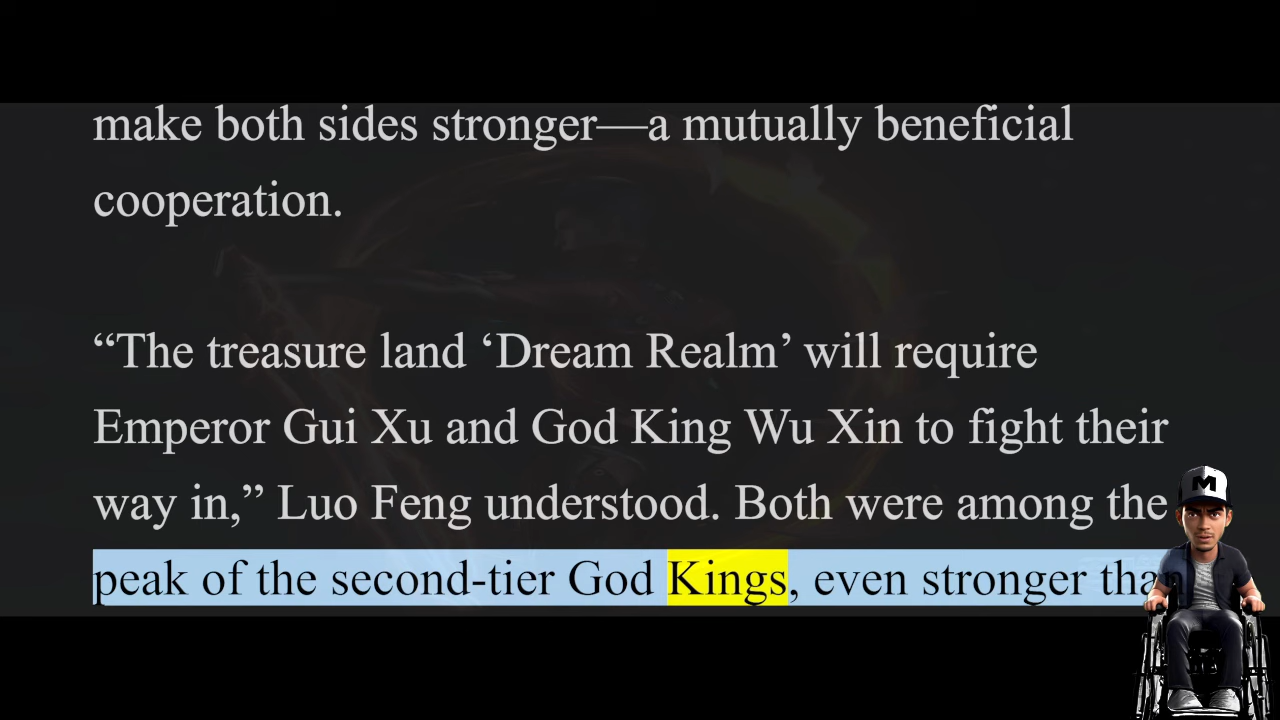 make both sides stronger—a mutually beneficial
cooperation.
“The treasure land ‘Dream Realm’ will require
Emperor Gui Xu and God King Wu Xin to fight their
way in,” Luo Feng understood. Both were among the
peak of the second-tier God Kings, even stronger than
M